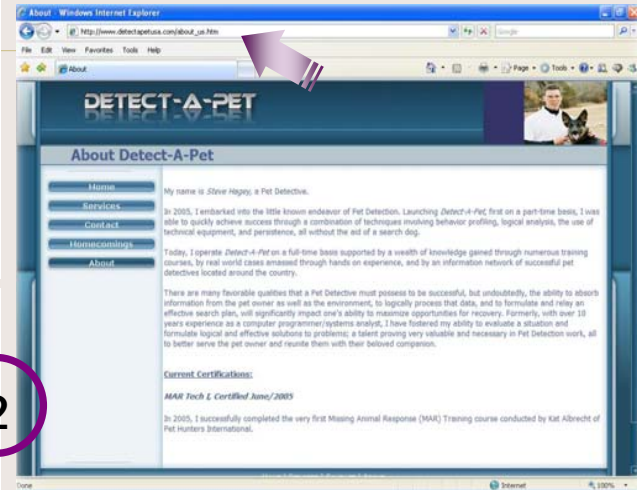 About - Windows Internet Explorer
http://www.detectapetusa.com/about_us.htm
Google
File Edit View Favorites Tools Help
About
Page Tools
DETECT-A-PET
About Detect-A-Pet
Home
Services
Contact
Homecomings
About
My name is Steve Hagey, a Pet Detective.
In 2005, I embarked into the little known endeavor of Pet Detection. Launching Detect-A-Pet, first on a part-time basis, I was
able to quickly achieve success through a combination of techniques involving behavior profiling, logical analysis, the use of
technical equipment, and persistence, all without the aid of a search dog.
Today, I operate Detect-A-Pet on a full-time basis supported by a wealth of knowledge gained through numerous training
courses, by real world cases amassed through hands on experience, and by an information network of successful pet
detectives located around the country.
There are many favorable qualities that a Pet Detective must possess to be successful, but undoubtedly, the ability to absorb
information from the pet owner as well as the environment, to logically process that data, and to formulate and relay an
effective search plan, will significantly impact one's ability to maximize opportunities for recovery. Formerly, with over 10
years experience as a computer programmer/systems analyst, I have fostered my ability to evaluate a situation and
formulate logical and effective solutions to problems; a talent proving very valuable and necessary in Pet Detection work, all
to better serve the pet owner and reunite them with their beloved companion.
Current Certifications:
MAR Tech I, Certified June/2005
In 2005, I successfully completed the very first Missing Animal Response (MAR) Training course conducted by Kat Albrecht of
Pet Hunters International.
2
Done
Internet
100%